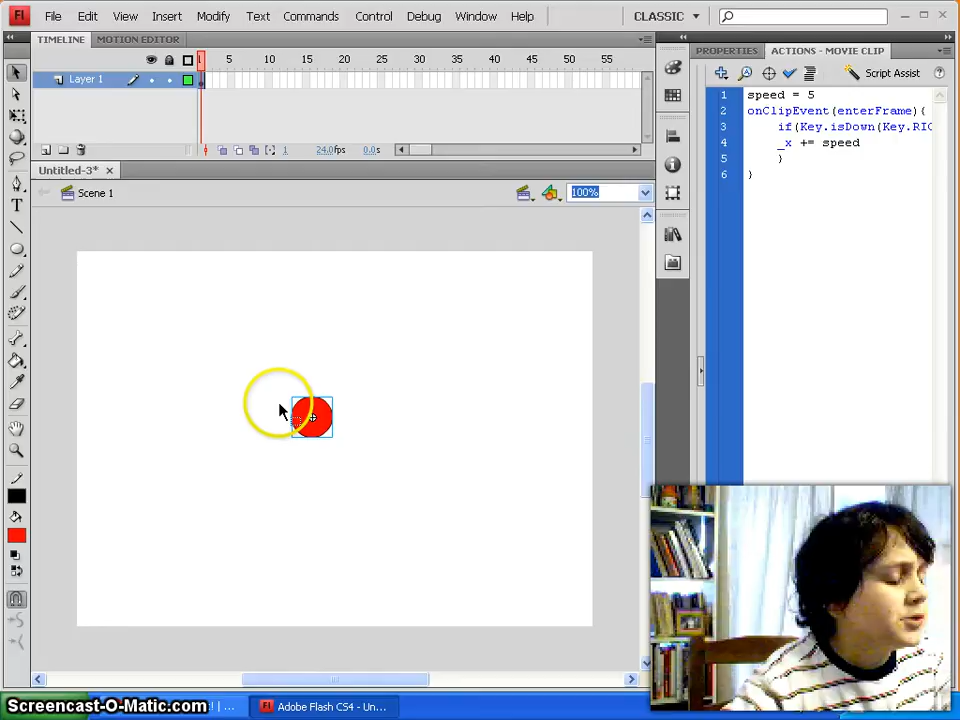 Fl File Edit View Insert Modify Text Commands Control Debug Window Help CLASSIC
TIMELINE MOTION EDITOR
PROPERTIES ACTIONS - MOVIE CLIP
1 5 10 15 20 25 30 35 40 45 50 55
Layer 1
Script Assist
1 speed = 5
2 onClipEvent(enterFrame){
3 if(Key.isDown(Key.RIC
4 _x += speed
5 )
6 }
1 24.0fps 0.0s
Untitled-3*
Scene 1
100%
T
Screencast-O-Matic.com
Fl Adobe Flash CS4 - Un...